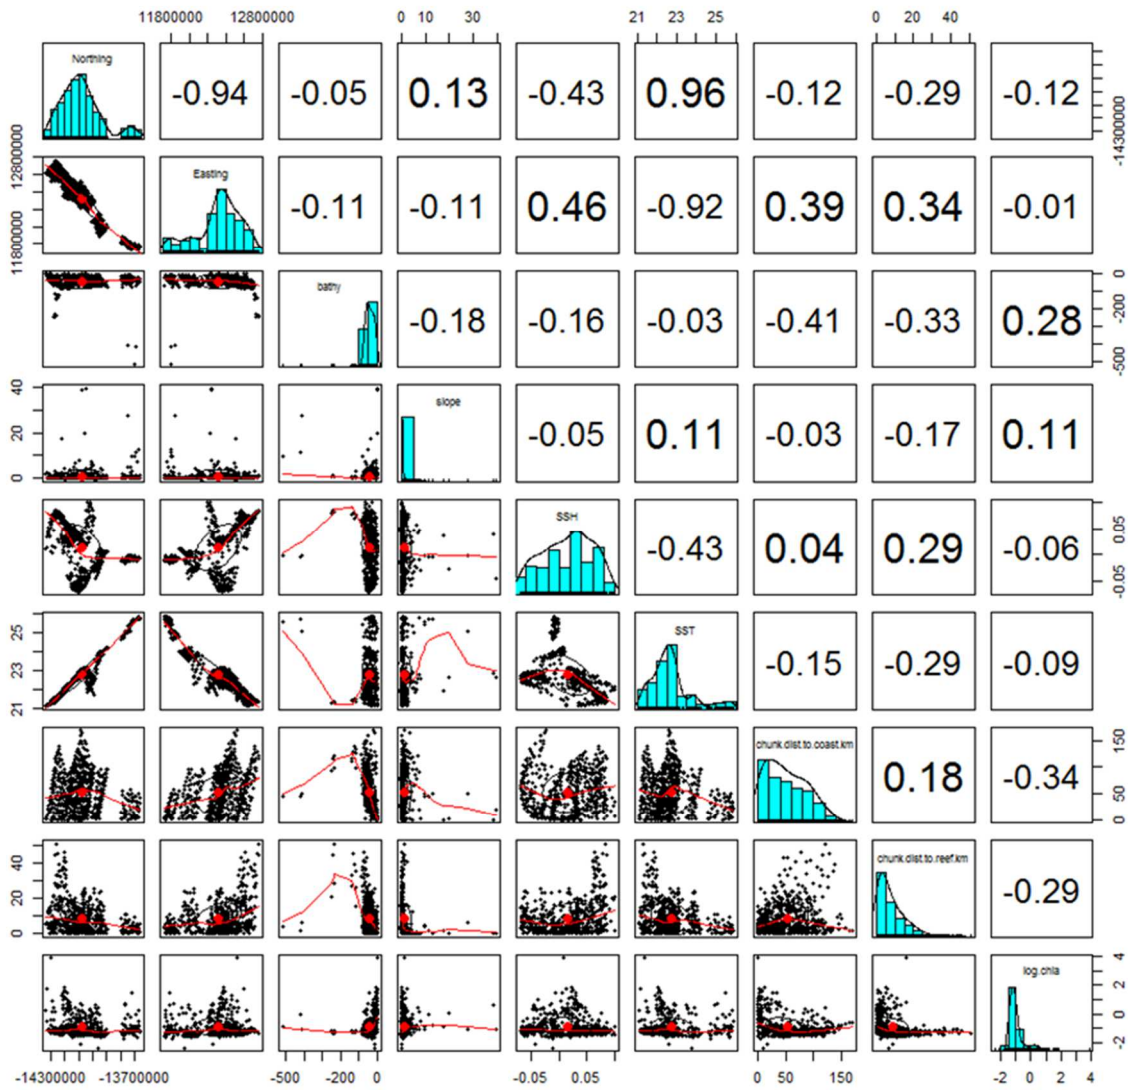 11800000 12800000 0 10 30 21 23 25 0 20 40
Northing -0.94 -0.05 0.13 -0.43 0.96 -0.12 -0.29 -0.12 -14300000
11800000 12800000 Easting -0.11 -0.11 0.46 -0.92 0.39 0.34 -0.01
bathy -0.18 -0.16 -0.03 -0.41 -0.33 0.28 0 -200 -500
40 20 0 slope -0.05 0.11 -0.03 -0.17 0.11
SSH -0.43 0.04 0.29 -0.06 0.05 -0.05
25 23 21 SST -0.15 -0.29 -0.09
chunk.dist.to.coast.km 0.18 -0.34 150 50 0
40 20 0 chunk.dist.to.reef.km -0.29
log.chla 4 2 0 -2
-14300000 -13700000 -500 -200 0 -0.05 0.05 0 50 150 -2 0 1 2 3 4